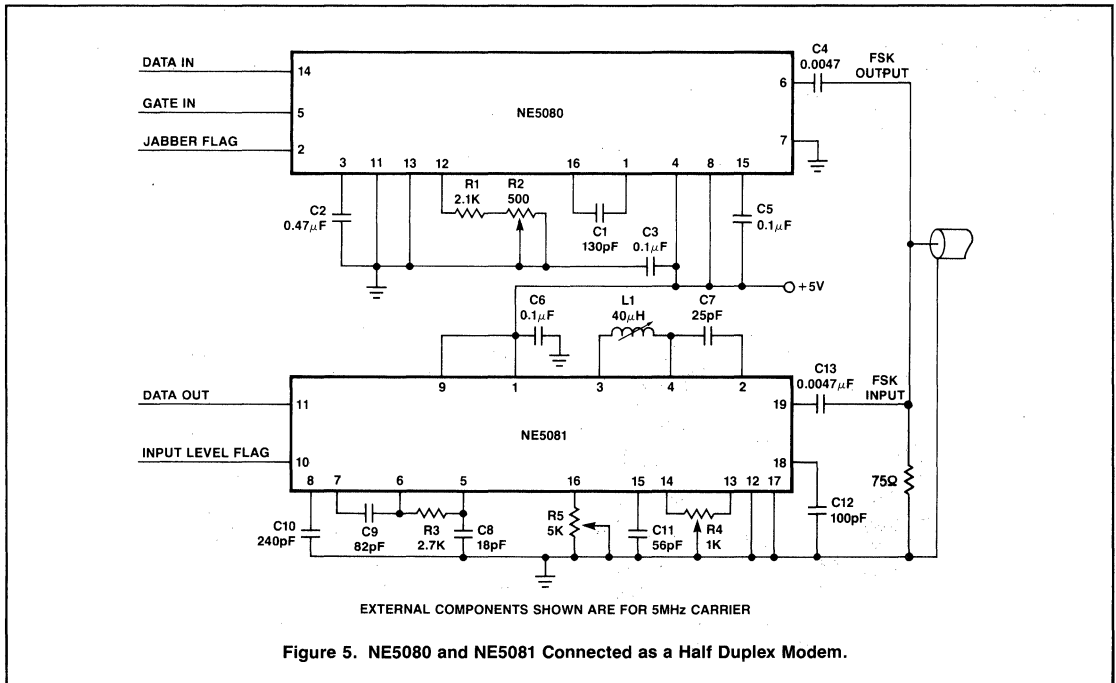 C4
0.0047
FSK
OUTPUT
DATA IN
14
6
GATE IN
5
NE5080
JABBER FLAG
2
7
3 11 13 12 16 1 4 8 15
R1
2.1K
R2
500
C2
0.47μF
C1
130pF
C3
0.1μF
C5
0.1μF
+5V
C6
0.1μF
L1
40μH
C7
25pF
9 1 3 4 2
C13
0.0047μF
FSK
INPUT
DATA OUT
11
19
NE5081
INPUT LEVEL FLAG
10
18
8 7 6 5 16 15 14 13 12 17
75Ω
C10
240pF
C9
82pF
R3
2.7K
C8
18pF
R5
5K
C11
56pF
R4
1K
C12
100pF
EXTERNAL COMPONENTS SHOWN ARE FOR 5MHz CARRIER
Figure 5. NE5080 and NE5081 Connected as a Half Duplex Modem.